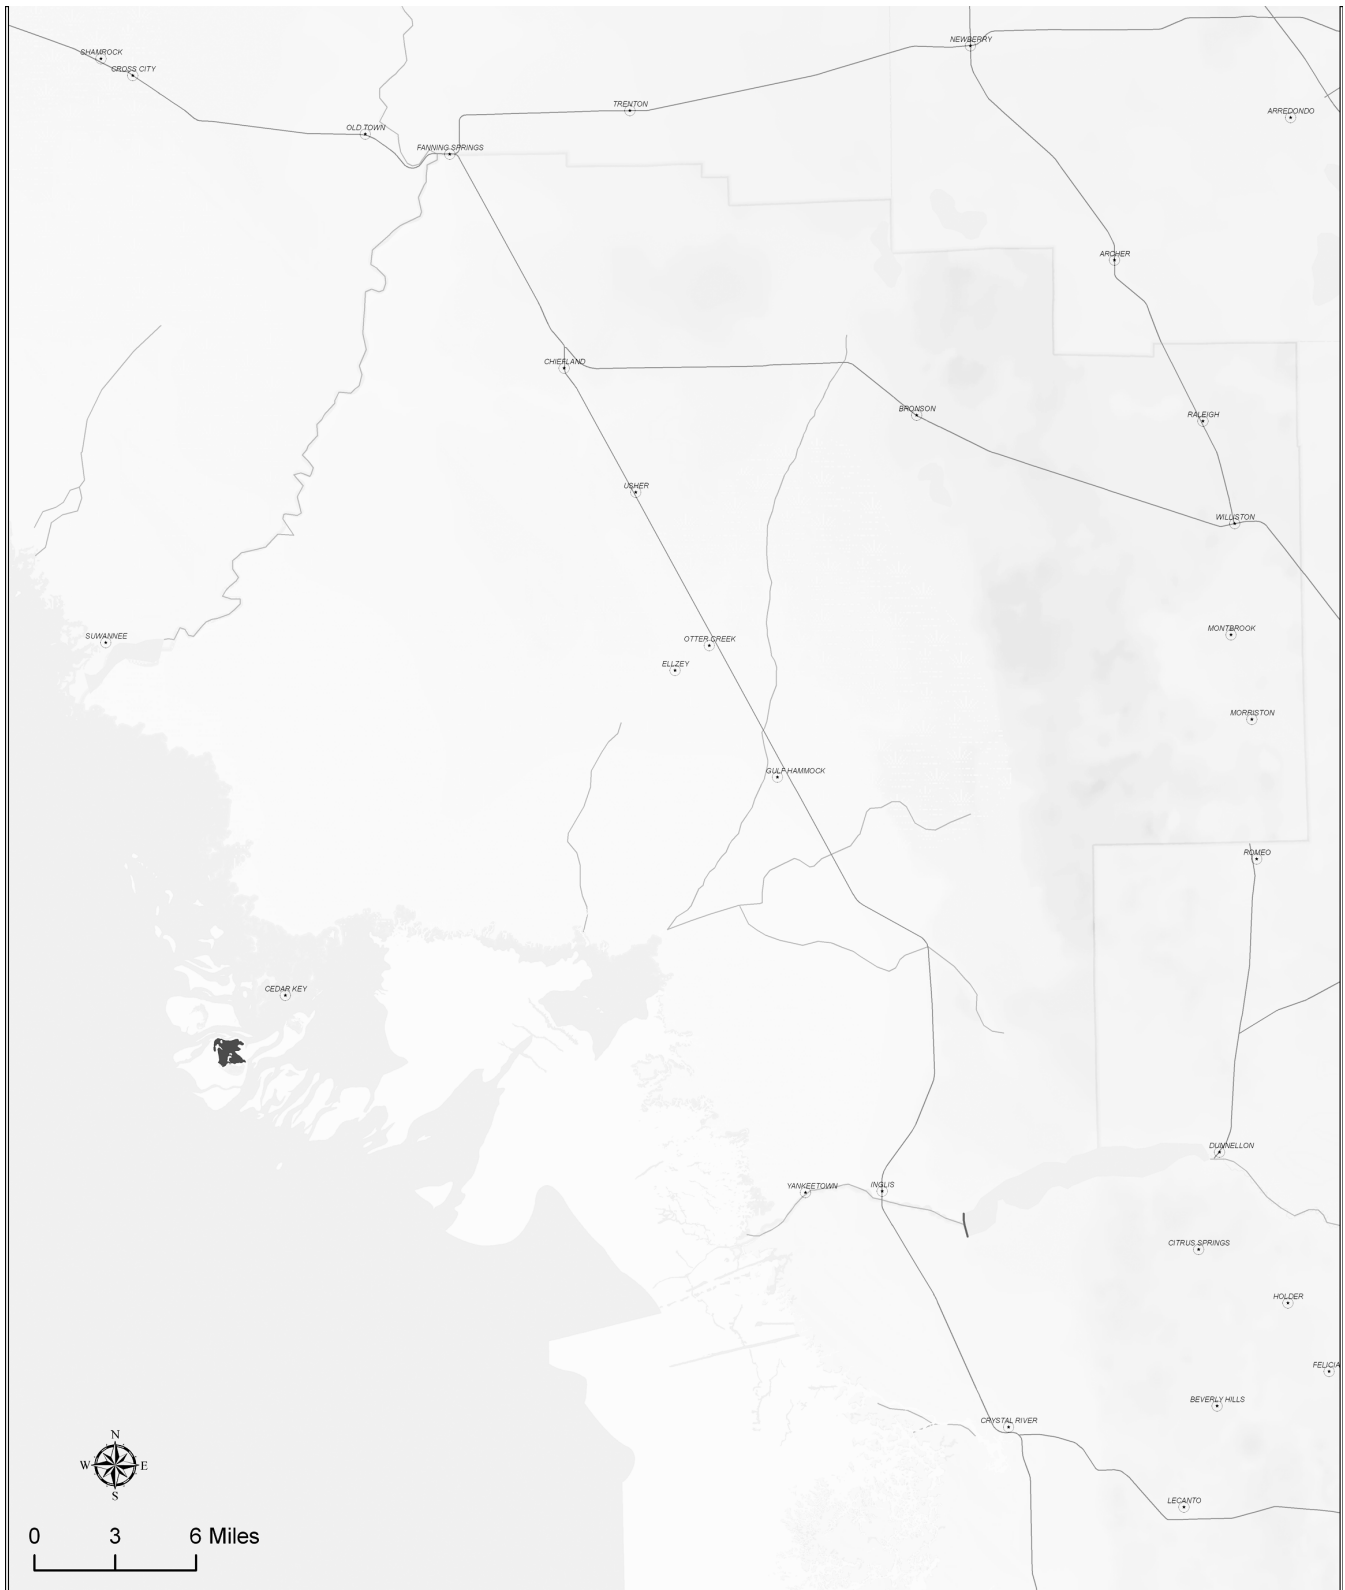 NEWBERRY
SHAMROCK
CROSS CITY
TRENTON
ARREDONDO
OLD TOWN
FANNING SPRINGS
ARCHER
CHIEFLAND
BRONSON
RALEIGH
USHER
WILLISTON
SUWANNEE
MONTBROOK
OTTER CREEK
ELLZEY
MORRISTON
GULF HAMMOCK
ROMEO
CEDAR KEY
DUNNELLON
YANKEETOWN
INGLIS
CITRUS SPRINGS
HOLDER
FELICIA
BEVERLY HILLS
CRYSTAL RIVER
N
W E
S
LECANTO
0 3 6 Miles